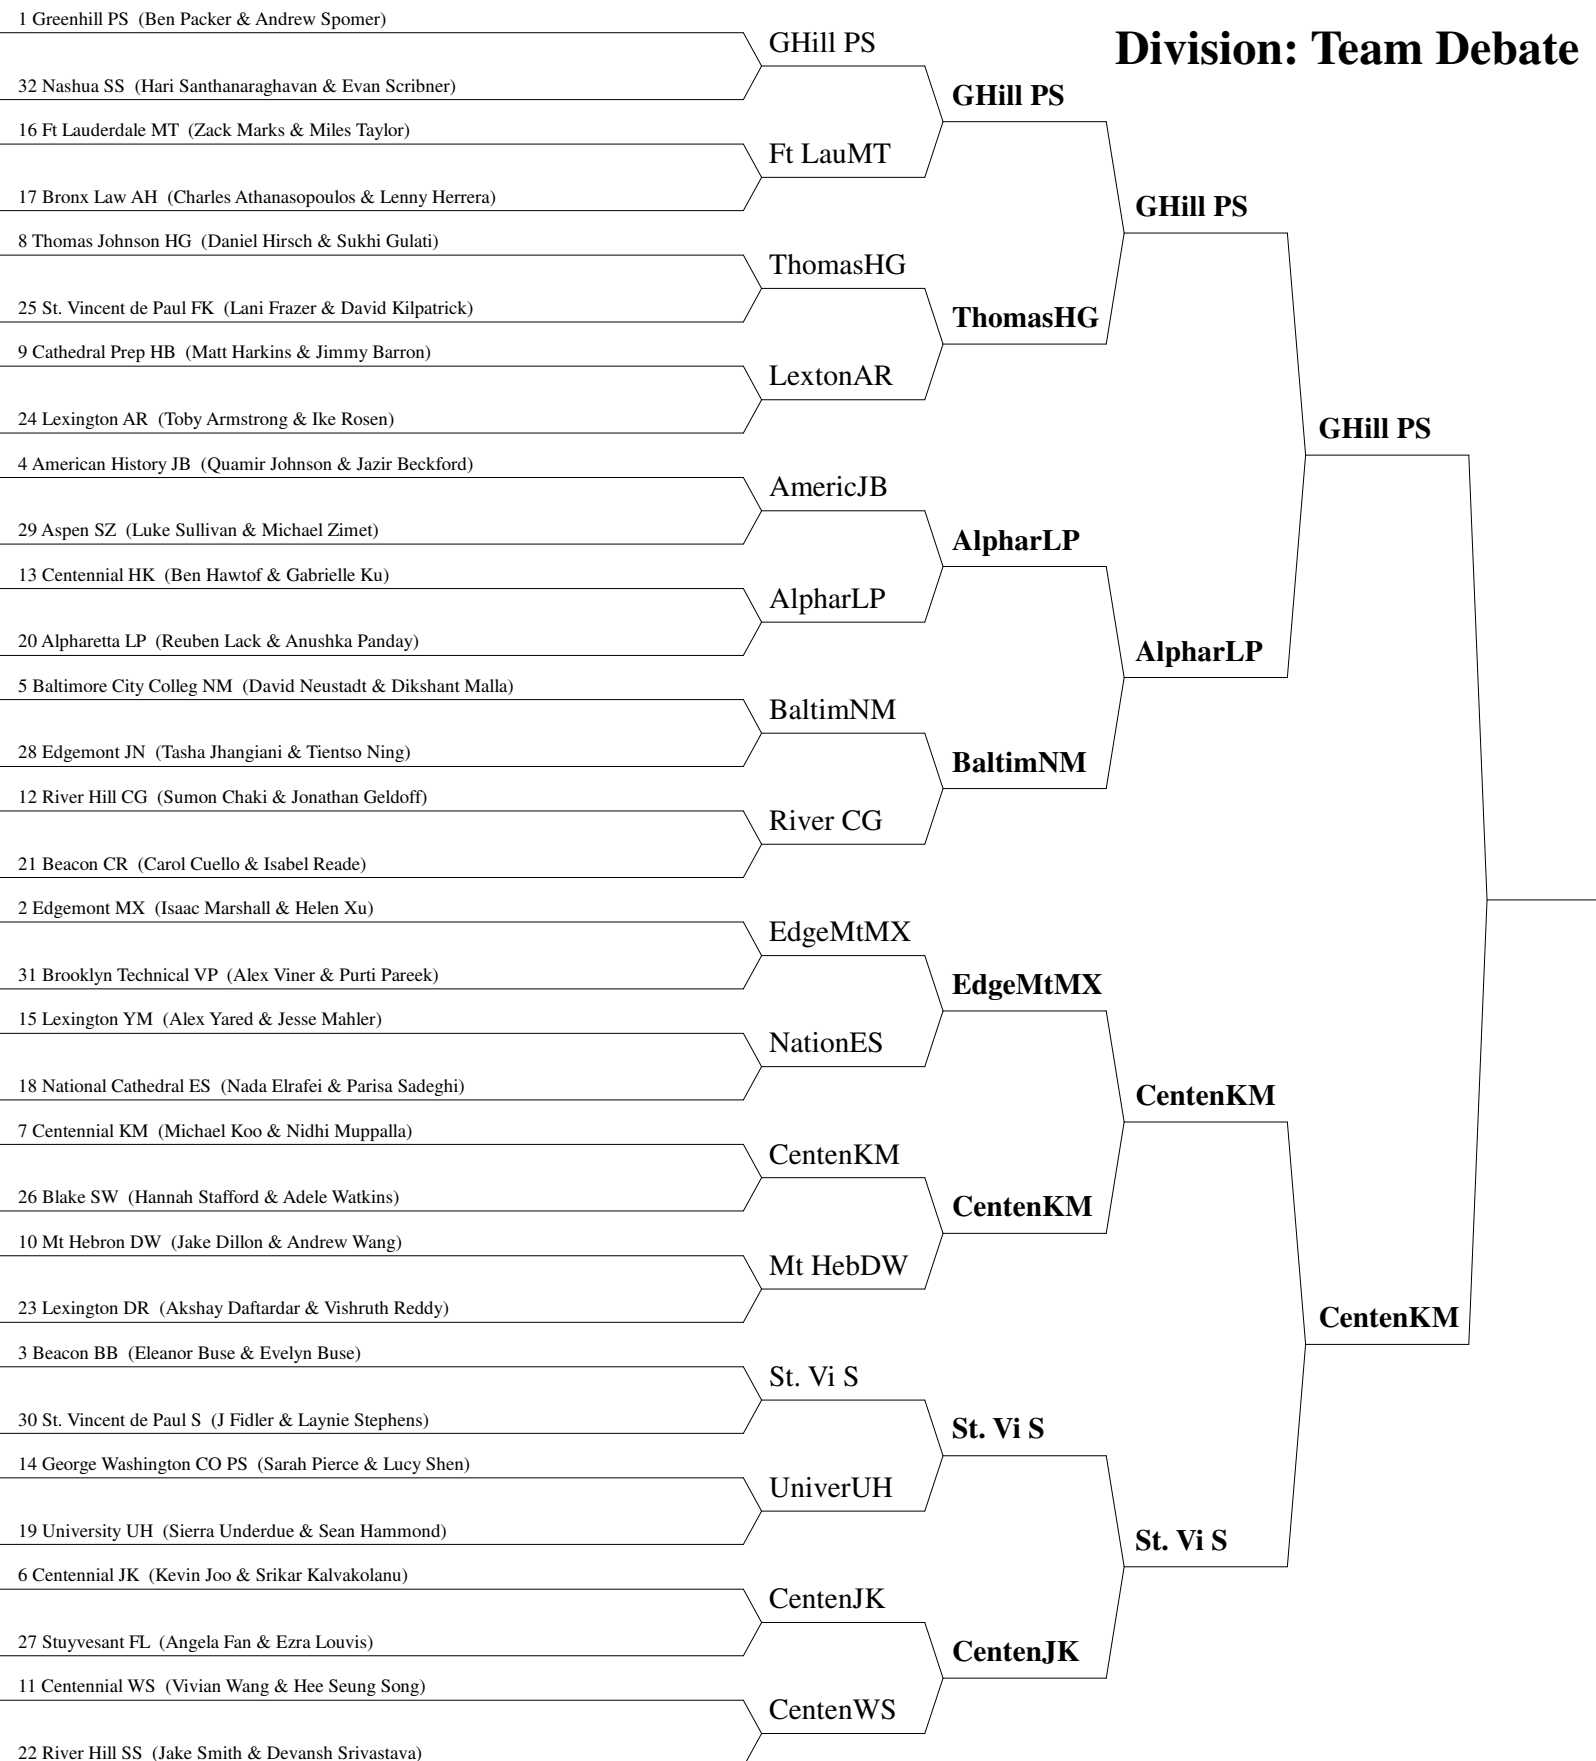 Division: Team Debate
1 Greenhill PS (Ben Packer & Andrew Spomer)
32 Nashua SS (Hari Santhanaraghavan & Evan Scribner)
16 Ft Lauderdale MT (Zack Marks & Miles Taylor)
17 Bronx Law AH (Charles Athanasopoulos & Lenny Herrera)
8 Thomas Johnson HG (Daniel Hirsch & Sukhi Gulati)
25 St. Vincent de Paul FK (Lani Frazer & David Kilpatrick)
9 Cathedral Prep HB (Matt Harkins & Jimmy Barron)
24 Lexington AR (Toby Armstrong & Ike Rosen)
4 American History JB (Quamir Johnson & Jazir Beckford)
29 Aspen SZ (Luke Sullivan & Michael Zimet)
13 Centennial HK (Ben Hawtof & Gabrielle Ku)
20 Alpharetta LP (Reuben Lack & Anushka Panday)
5 Baltimore City Colleg NM (David Neustadt & Dikshant Malla)
28 Edgemont JN (Tasha Jhangiani & Tientso Ning)
12 River Hill CG (Sumon Chaki & Jonathan Geldoff)
21 Beacon CR (Carol Cuello & Isabel Reade)
2 Edgemont MX (Isaac Marshall & Helen Xu)
31 Brooklyn Technical VP (Alex Viner & Purti Pareek)
15 Lexington YM (Alex Yared & Jesse Mahler)
18 National Cathedral ES (Nada Elrafei & Parisa Sadeghi)
7 Centennial KM (Michael Koo & Nidhi Muppalla)
26 Blake SW (Hannah Stafford & Adele Watkins)
10 Mt Hebron DW (Jake Dillon & Andrew Wang)
23 Lexington DR (Akshay Daftardar & Vishruth Reddy)
3 Beacon BB (Eleanor Buse & Evelyn Buse)
30 St. Vincent de Paul S (J Fidler & Laynie Stephens)
14 George Washington CO PS (Sarah Pierce & Lucy Shen)
19 University UH (Sierra Underdue & Sean Hammond)
6 Centennial JK (Kevin Joo & Srikar Kalvakolanu)
27 Stuyvesant FL (Angela Fan & Ezra Louvis)
11 Centennial WS (Vivian Wang & Hee Seung Song)
22 River Hill SS (Jake Smith & Devansh Srivastava)
GHill PS
Ft LauMT
ThomasHG
LextonAR
AmericJB
AlpharLP
BaltimNM
River CG
EdgeMtMX
NationES
CentenKM
Mt HebDW
St. Vi S
UniverUH
CentenJK
CentenWS
GHill PS
ThomasHG
AlpharLP
BaltimNM
EdgeMtMX
CentenKM
St. Vi S
CentenJK
GHill PS
AlpharLP
CentenKM
St. Vi S
GHill PS
CentenKM